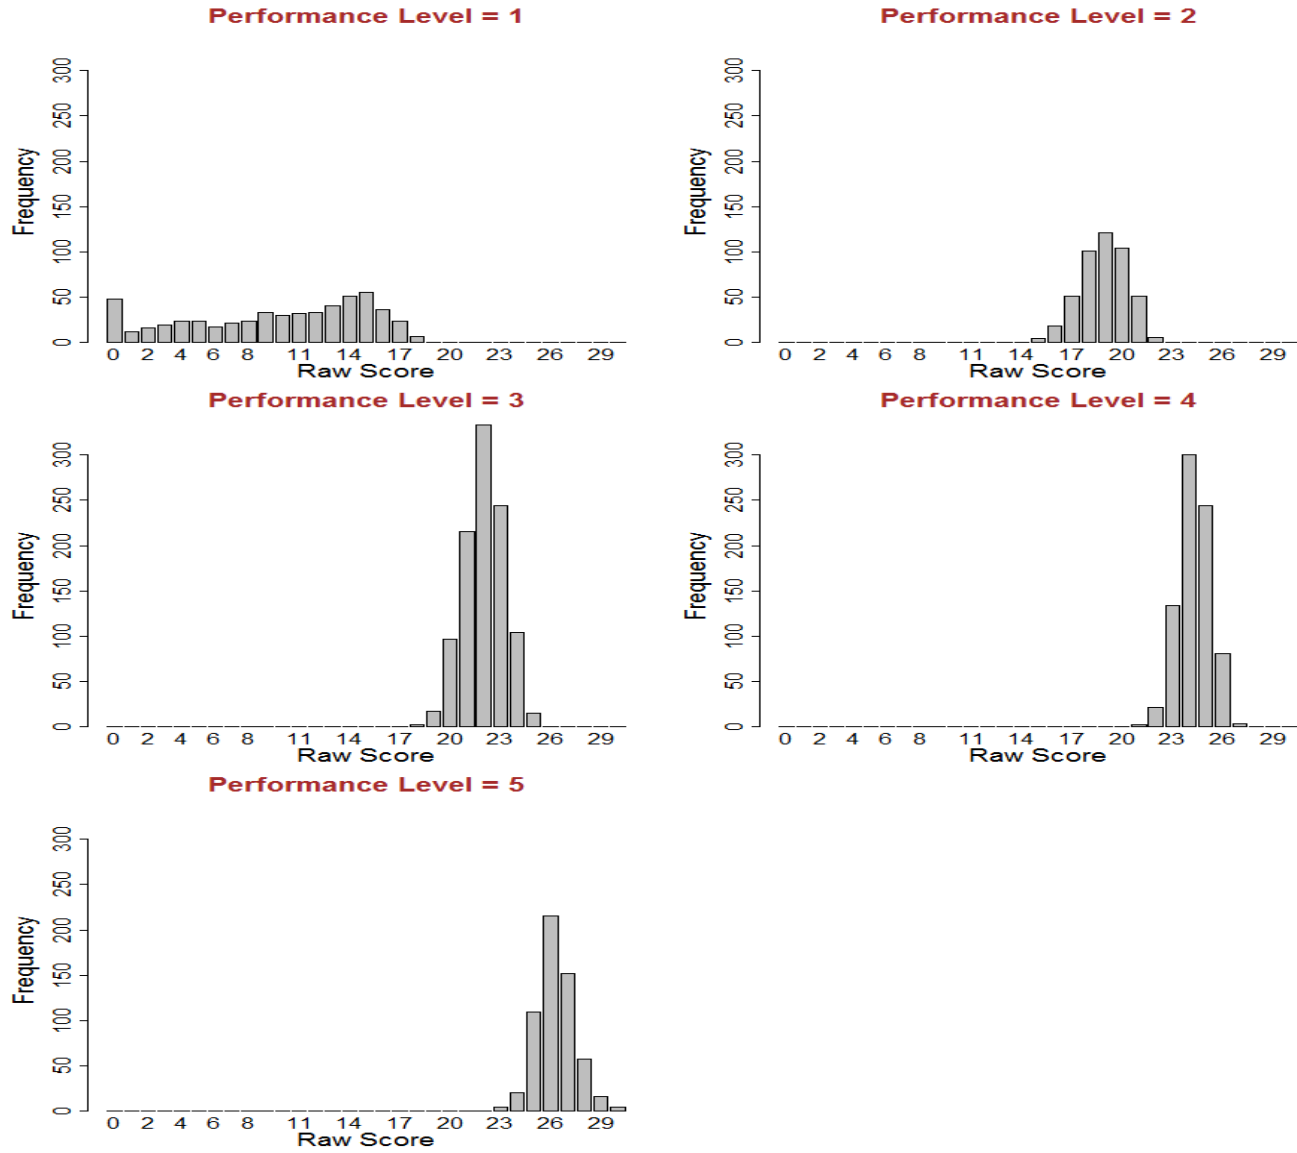 Performance Level = 1
300
250
200
150
100
50
0
Frequency
0 2 4 6 8 11 14 17 20 23 26 29
Raw Score
Performance Level = 2
300
250
200
150
100
50
0
Frequency
0 2 4 6 8 11 14 17 20 23 26 29
Raw Score
Performance Level = 3
300
250
200
150
100
50
0
Frequency
0 2 4 6 8 11 14 17 20 23 26 29
Raw Score
Performance Level = 4
300
250
200
150
100
50
0
Frequency
0 2 4 6 8 11 14 17 20 23 26 29
Raw Score
Performance Level = 5
300
250
200
150
100
50
0
Frequency
0 2 4 6 8 11 14 17 20 23 26 29
Raw Score